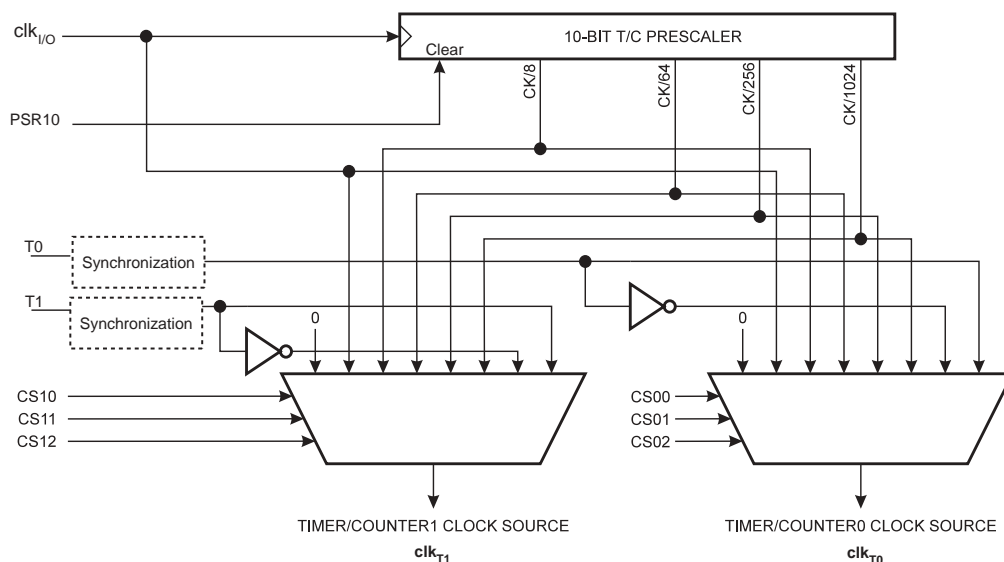 clkI/O
10-BIT T/C PRESCALER
Clear
CK/8
CK/64
CK/256
CK/1024
PSR10
T0
Synchronization
T1
Synchronization
0
0
CS10
CS11
CS12
CS00
CS01
CS02
TIMER/COUNTER1 CLOCK SOURCE
clkT1
TIMER/COUNTER0 CLOCK SOURCE
clkT0